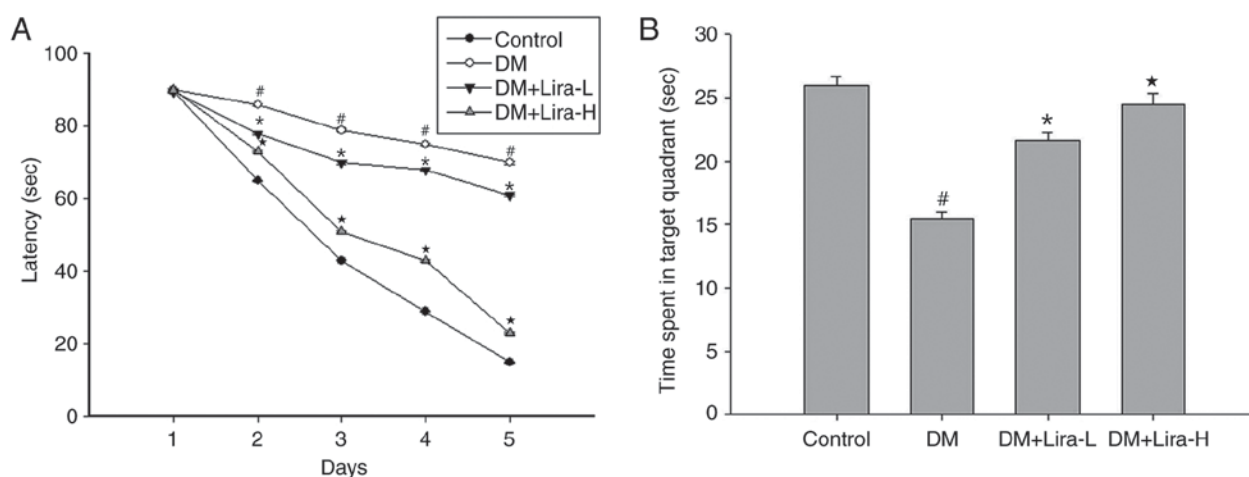 A
Latency (sec)
100
80
60
40
20
0
1 2 3 4 5
Days
Control
DM
DM+Lira-L
DM+Lira-H
# # # #
* * * *
★ ★ ★ ★
B
Time spent in target quadrant (sec)
30
25
20
15
10
5
0
# * ★
Control DM DM+Lira-L DM+Lira-H